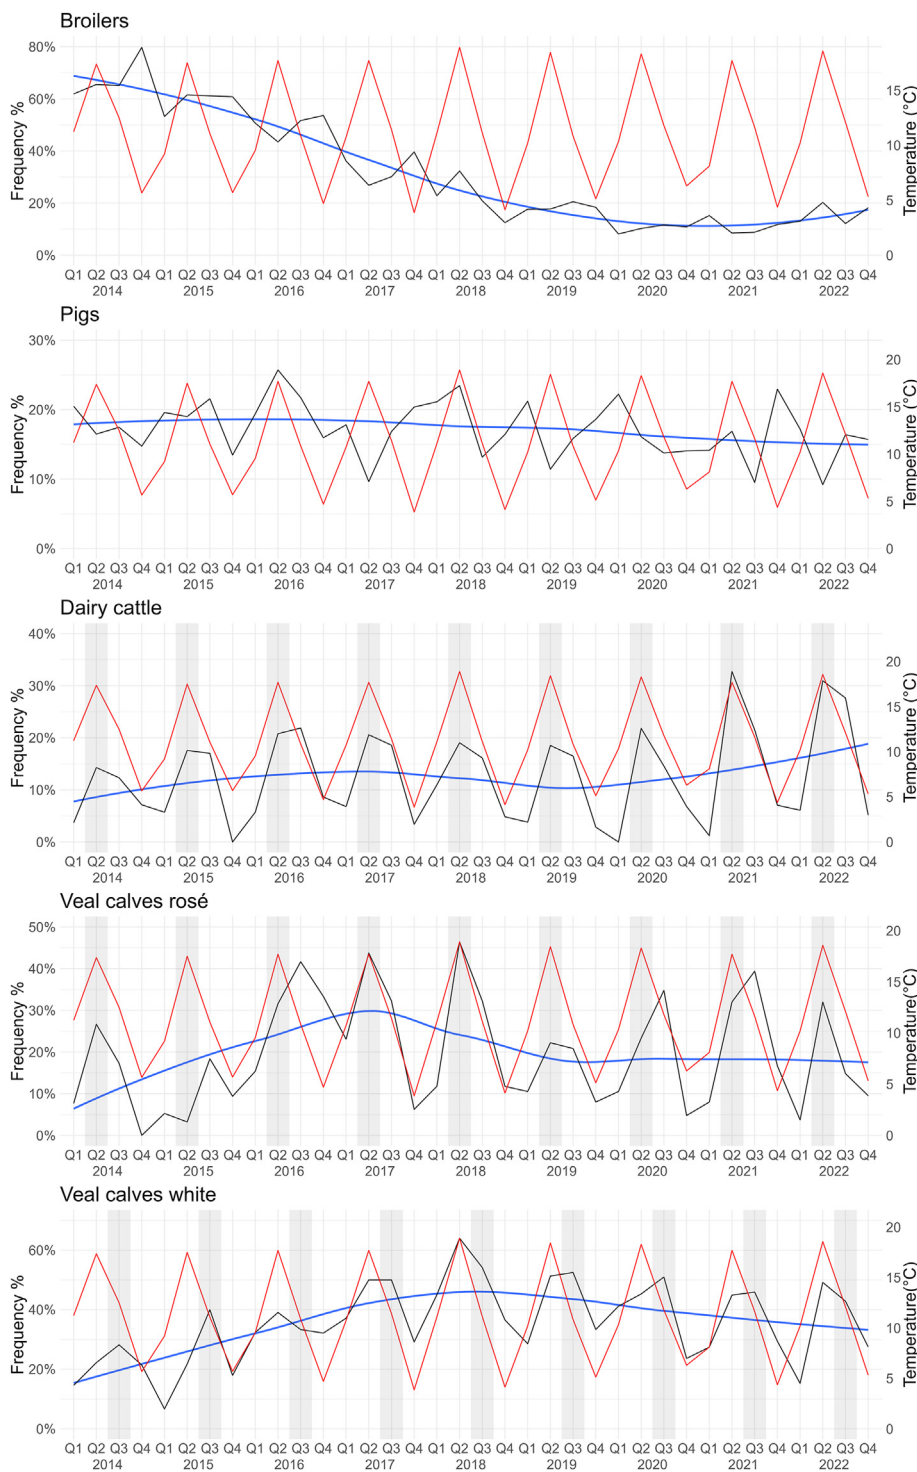 Broilers
80%
60%
40%
20%
0%
Frequency %
15
10
5
0
Temperature (°C)
Q1 Q2 Q3 Q4 Q1 Q2 Q3 Q4 Q1 Q2 Q3 Q4 Q1 Q2 Q3 Q4 Q1 Q2 Q3 Q4 Q1 Q2 Q3 Q4 Q1 Q2 Q3 Q4 Q1 Q2 Q3 Q4 Q1 Q2 Q3 Q4
2014 2015 2016 2017 2018 2019 2020 2021 2022
Pigs
30%
20%
10%
0%
Frequency %
20
15
10
5
0
Temperature (°C)
Q1 Q2 Q3 Q4 Q1 Q2 Q3 Q4 Q1 Q2 Q3 Q4 Q1 Q2 Q3 Q4 Q1 Q2 Q3 Q4 Q1 Q2 Q3 Q4 Q1 Q2 Q3 Q4 Q1 Q2 Q3 Q4 Q1 Q2 Q3 Q4
2014 2015 2016 2017 2018 2019 2020 2021 2022
Dairy cattle
40%
30%
20%
10%
0%
Frequency %
20
15
10
5
0
Temperature (°C)
Q1 Q2 Q3 Q4 Q1 Q2 Q3 Q4 Q1 Q2 Q3 Q4 Q1 Q2 Q3 Q4 Q1 Q2 Q3 Q4 Q1 Q2 Q3 Q4 Q1 Q2 Q3 Q4 Q1 Q2 Q3 Q4 Q1 Q2 Q3 Q4
2014 2015 2016 2017 2018 2019 2020 2021 2022
Veal calves rosé
50%
40%
30%
20%
10%
0%
Frequency %
20
15
10
5
0
Temperature(°C)
Q1 Q2 Q3 Q4 Q1 Q2 Q3 Q4 Q1 Q2 Q3 Q4 Q1 Q2 Q3 Q4 Q1 Q2 Q3 Q4 Q1 Q2 Q3 Q4 Q1 Q2 Q3 Q4 Q1 Q2 Q3 Q4 Q1 Q2 Q3 Q4
2014 2015 2016 2017 2018 2019 2020 2021 2022
Veal calves white
60%
40%
20%
0%
Frequency %
20
15
10
5
0
Temperature(°C)
Q1 Q2 Q3 Q4 Q1 Q2 Q3 Q4 Q1 Q2 Q3 Q4 Q1 Q2 Q3 Q4 Q1 Q2 Q3 Q4 Q1 Q2 Q3 Q4 Q1 Q2 Q3 Q4 Q1 Q2 Q3 Q4 Q1 Q2 Q3 Q4
2014 2015 2016 2017 2018 2019 2020 2021 2022